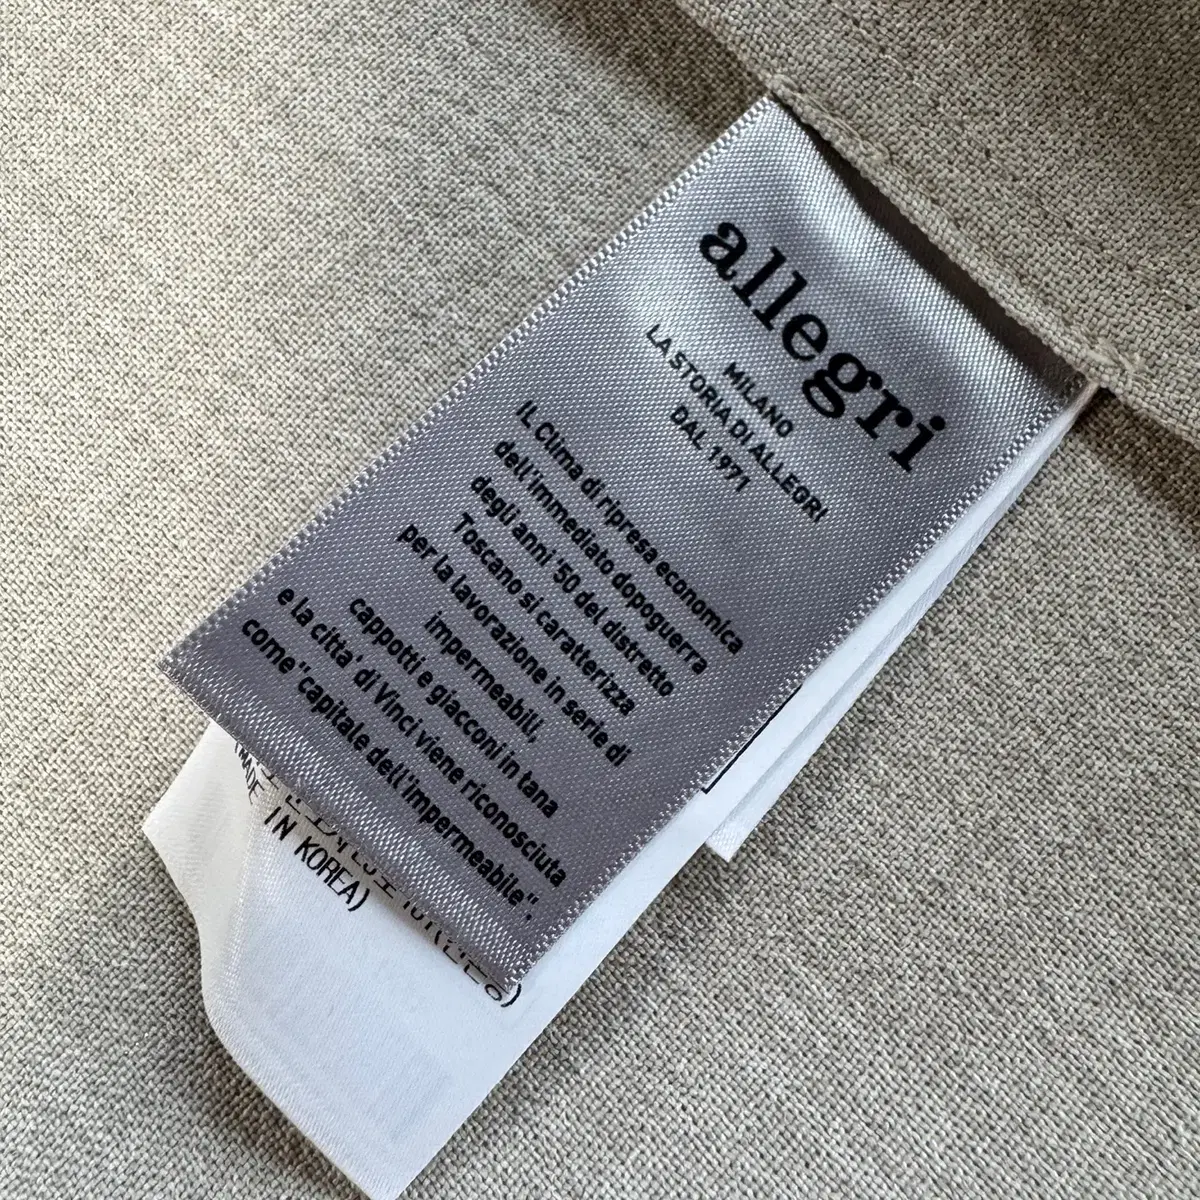 allegri
MILANO
LA STORIA DI ALLEGRI
DAL 1971
IL Clima di ripresa economica
dell'immediato dopoguerra
degli anni '50 del distretto
Toscano si caratterizza
per la lavorazione in serie di
impermeabili,
cappotti e giacconi in tana
e la citta' di Vinci viene riconosciuta
come "capitale dell'impermeabile".
(MADE IN KOREA)